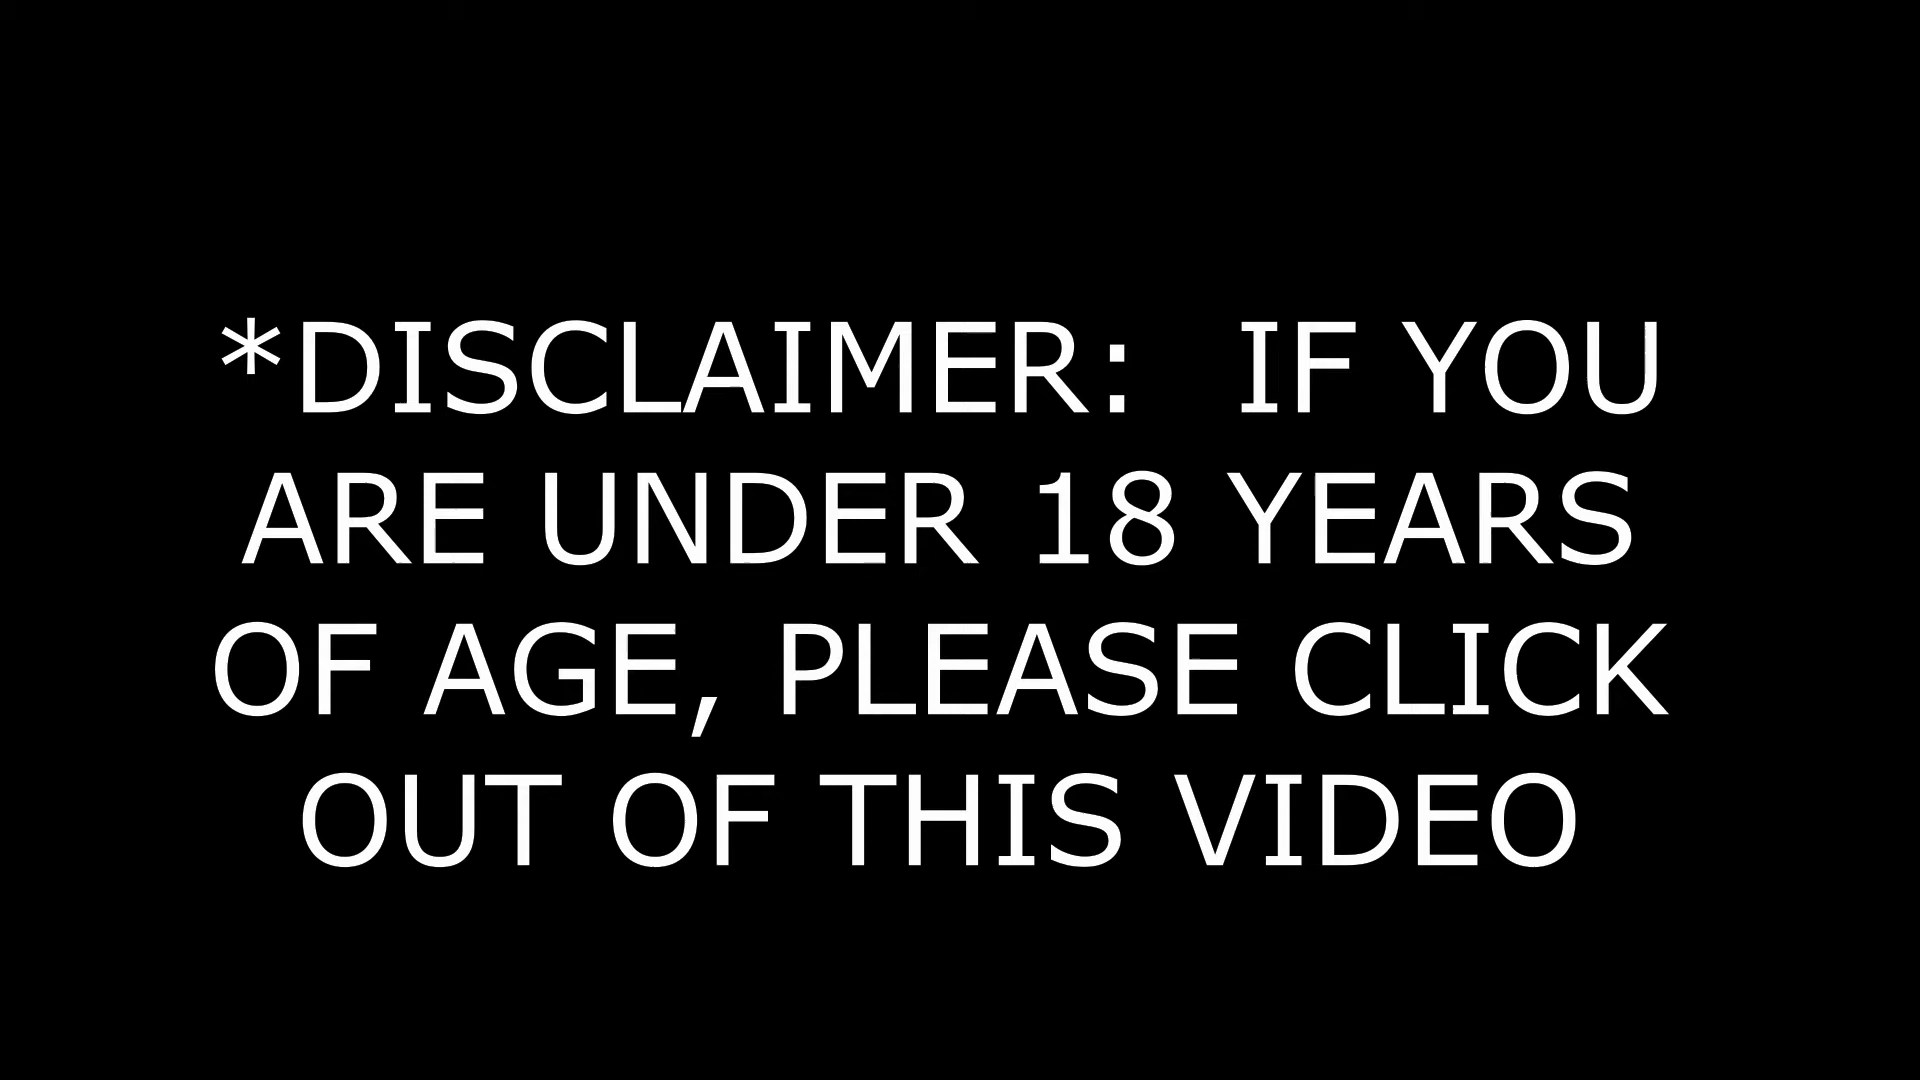 *DISCLAIMER:  IF YOU
ARE UNDER 18 YEARS
OF AGE, PLEASE CLICK
OUT OF THIS VIDEO